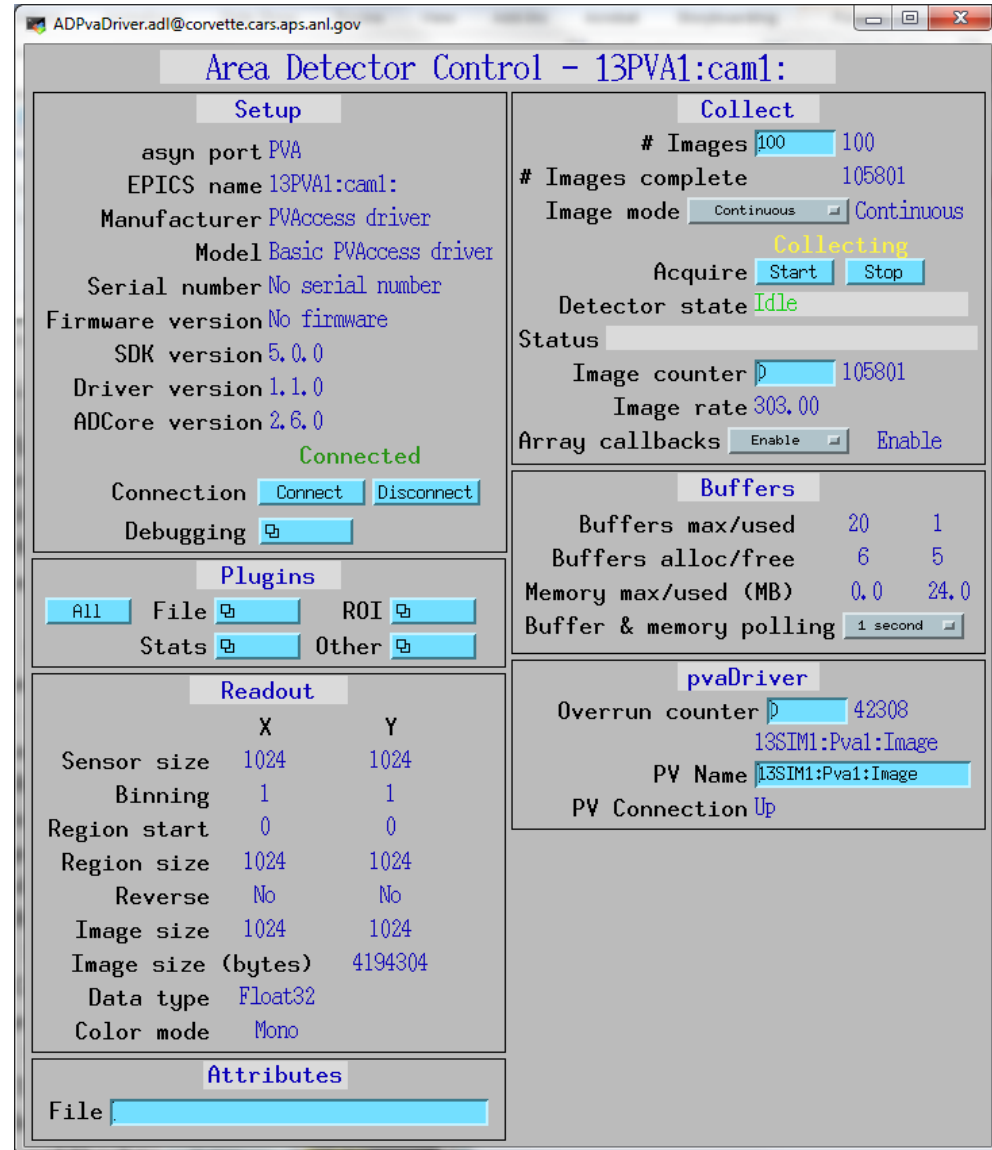 ADPvaDriver.adl@corvette.cars.aps.anl.gov
Area Detector Control - 13PVA1:cam1:
Setup
asyn port PVA
EPICS name 13PVA1:cam1:
Manufacturer PVAccess driver
Model Basic PVAccess driver
Serial number No serial number
Firmware version No firmware
SDK version 5.0.0
Driver version 1.1.0
ADCore version 2.6.0
Connected
Connection Connect Disconnect
Debugging
Plugins
All File ROI
Stats Other
Readout
X Y
Sensor size 1024 1024
Binning 1 1
Region start 0 0
Region size 1024 1024
Reverse No No
Image size 1024 1024
Image size (bytes) 4194304
Data type Float32
Color mode Mono
Attributes
File
Collect
# Images 100 100
# Images complete 105801
Image mode Continuous Continuous
Collecting
Acquire Start Stop
Detector state Idle
Status
Image counter 0 105801
Image rate 303.00
Array callbacks Enable Enable
Buffers
Buffers max/used 20 1
Buffers alloc/free 6 5
Memory max/used (MB) 0.0 24.0
Buffer & memory polling 1 second
pvaDriver
Overrun counter 0 42308
13SIM1:Pva1:Image
PV Name 13SIM1:Pva1:Image
PV Connection Up